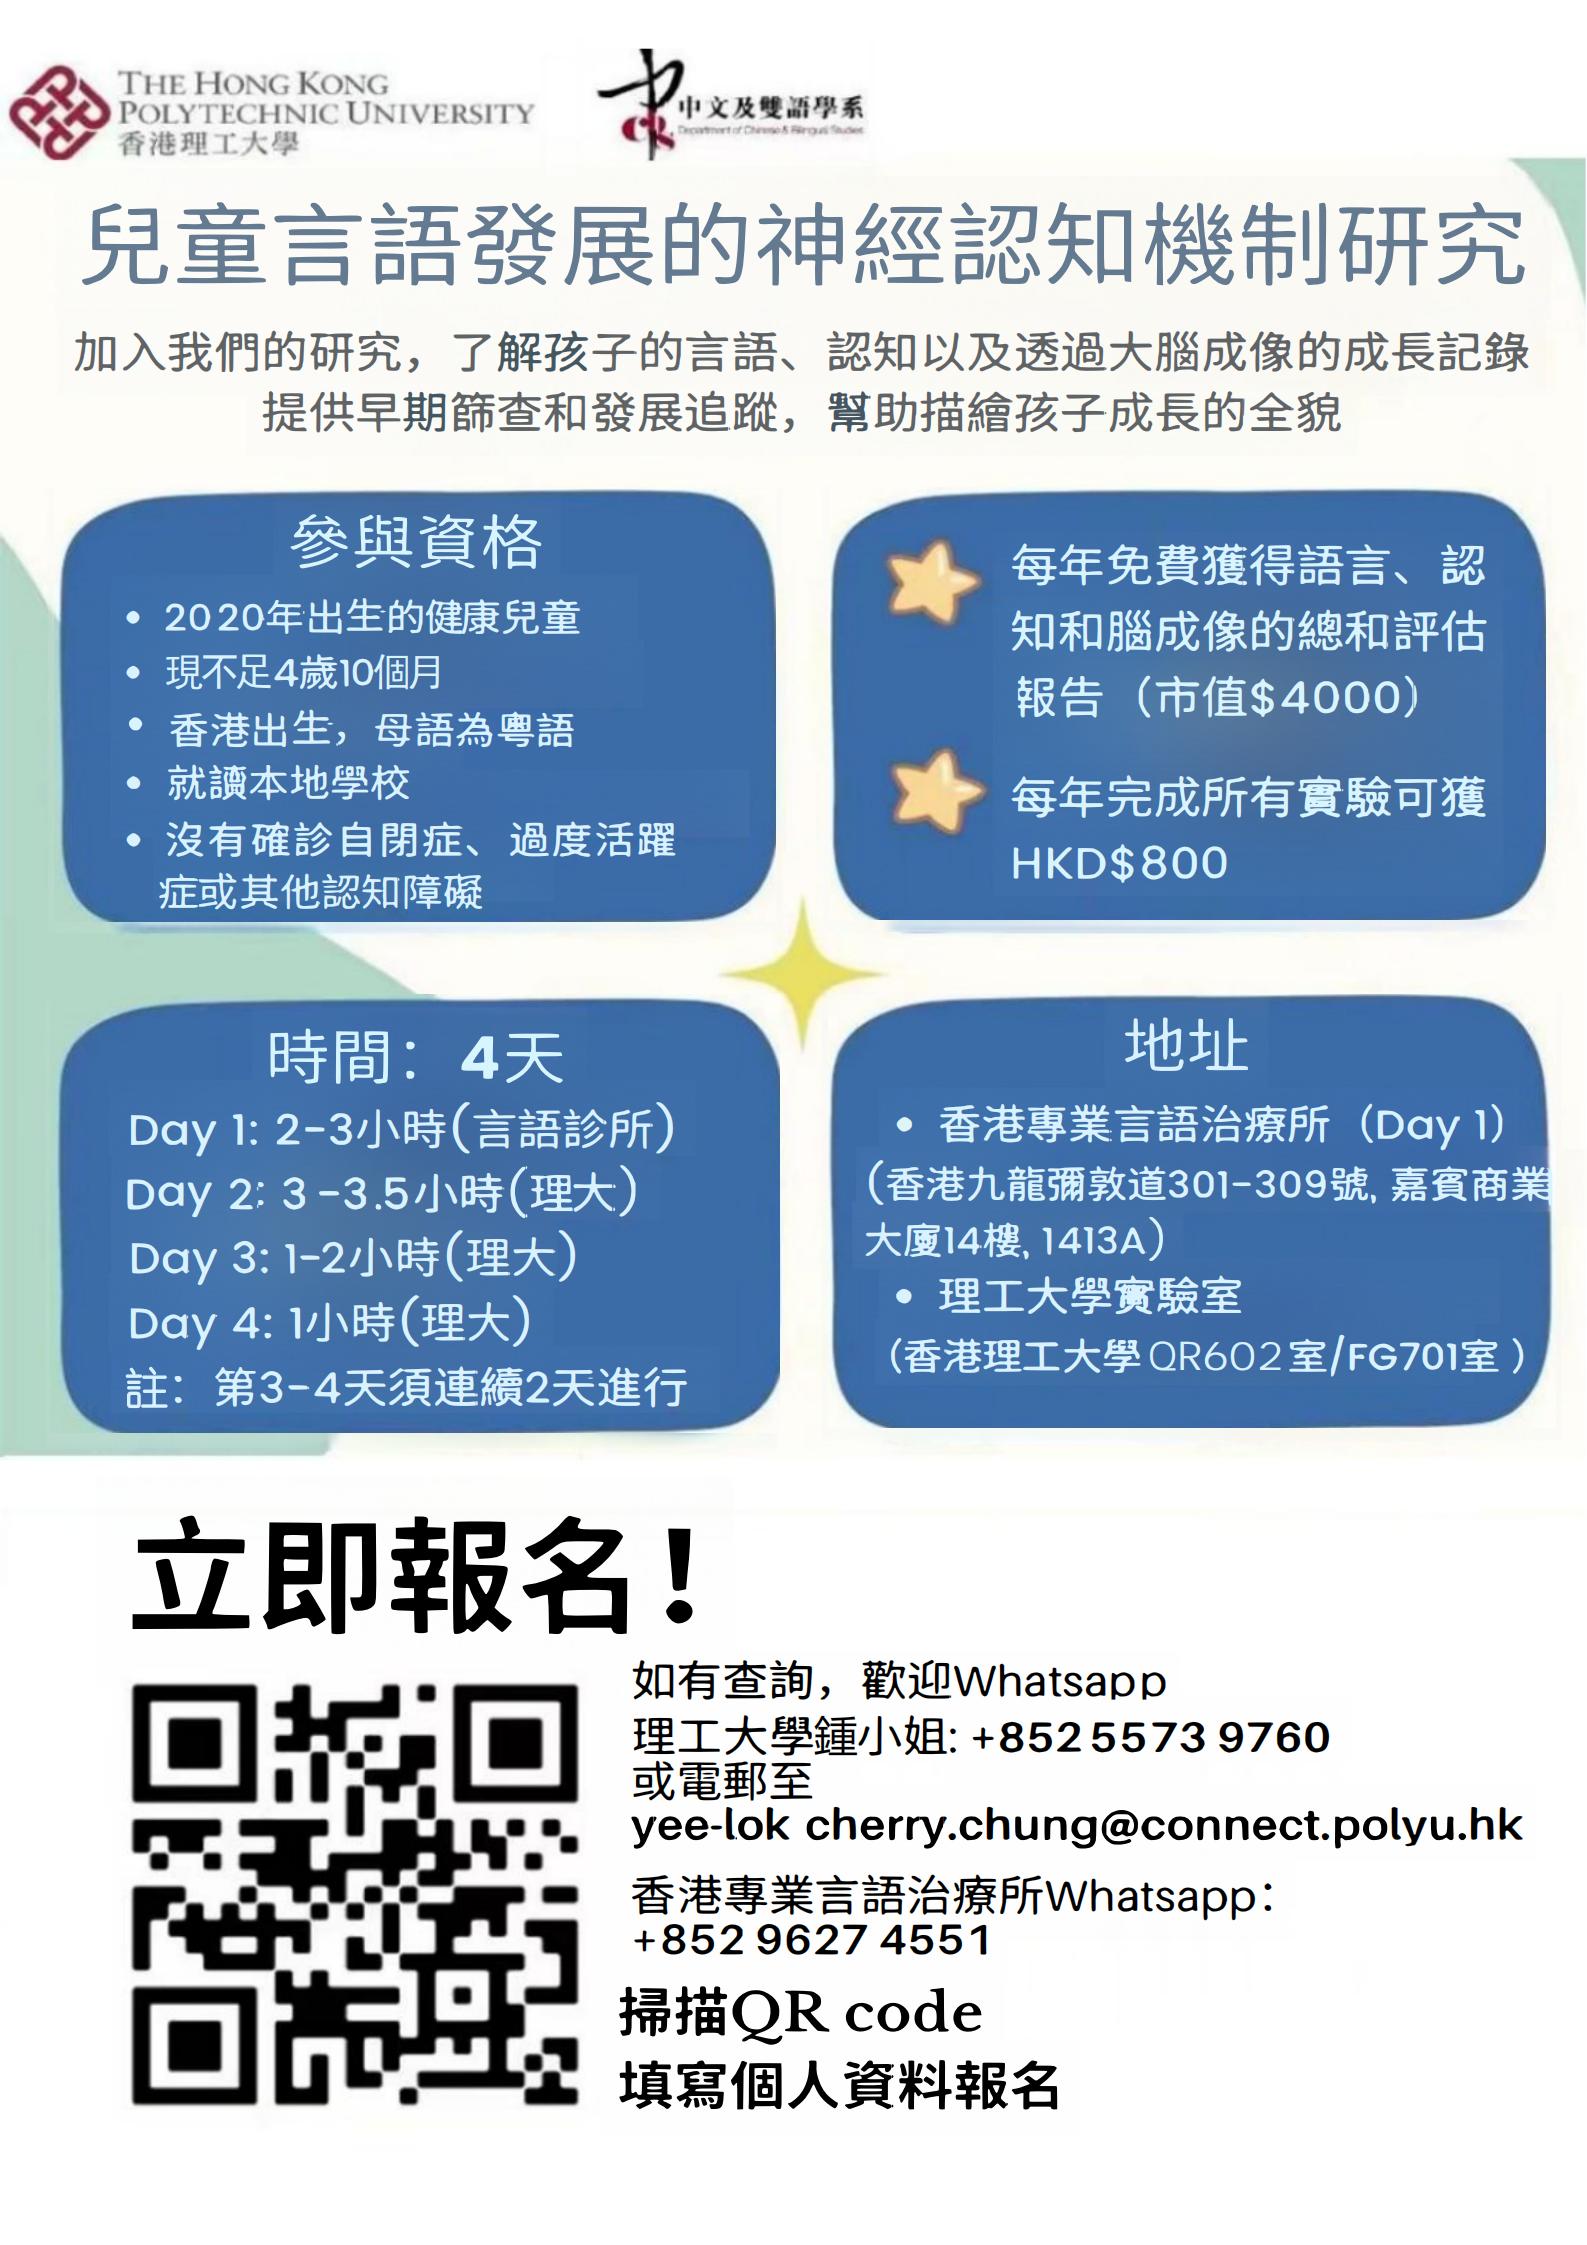 THE HONG KONG
POLYTECHNIC UNIVERSITY
香港理工大學
中文及雙語學系
Department of Chinese & Bilingual Studies
兒童言語發展的神經認知機制研究
加入我們的研究，了解孩子的言語、認知以及透過大腦成像的成長記錄
提供早期篩查和發展追蹤，幫助描繪孩子成長的全貌
參與資格
• 2020年出生的健康兒童
• 現不足4歲10個月
• 香港出生，母語為粵語
• 就讀本地學校
• 沒有確診自閉症、過度活躍
症或其他認知障礙
每年免費獲得語言、認
知和腦成像的總和評估
報告（市值$4000）
每年完成所有實驗可獲
HKD$800
時間：4天
Day 1: 2-3小時(言語診所)
Day 2: 3-3.5小時(理大)
Day 3: 1-2小時(理大)
Day 4: 1小時(理大)
註：第3-4天須連續2天進行
地址
• 香港專業言語治療所（Day 1）
(香港九龍彌敦道301-309號, 嘉賓商業
大廈14樓, 1413A)
• 理工大學實驗室
（香港理工大學QR602室/FG701室）
立即報名！
如有查詢，歡迎Whatsapp
理工大學鍾小姐: +852 5573 9760
或電郵至
yee-lok cherry.chung@connect.polyu.hk
香港專業言語治療所Whatsapp：
+852 9627 4551
掃描QR code
填寫個人資料報名